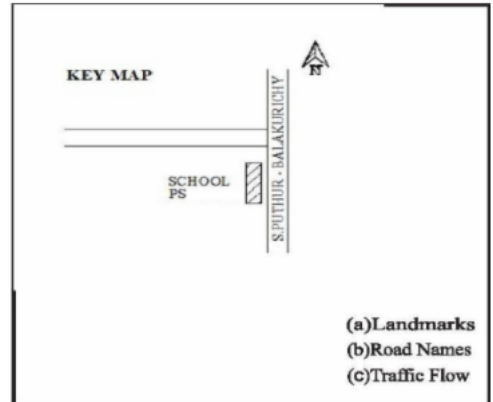 N
KEY MAP
S.PUTHUR - BALAKURICHY
SCHOOL
PS
(a)Landmarks
(b)Road Names
(c)Traffic Flow